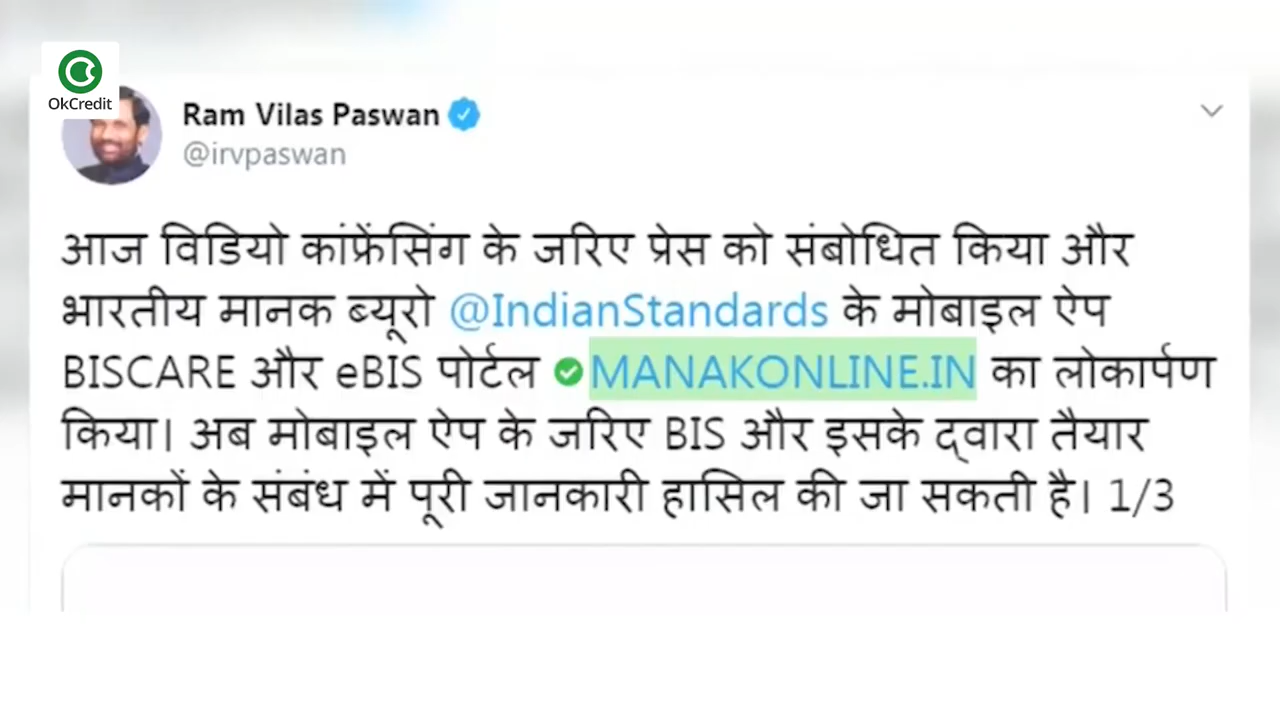 OkCredit
Ram Vilas Paswan
@irvpaswan
आज विडियो कांफ्रेंसिंग के जरिए प्रेस को संबोधित किया और
भारतीय मानक ब्यूरो @IndianStandards के मोबाइल ऐप
BISCARE और eBIS पोर्टल MANAKONLINE.IN का लोकार्पण
किया। अब मोबाइल ऐप के जरिए BIS और इसके द्वारा तैयार
मानकों के संबंध में पूरी जानकारी हासिल की जा सकती है। 1/3